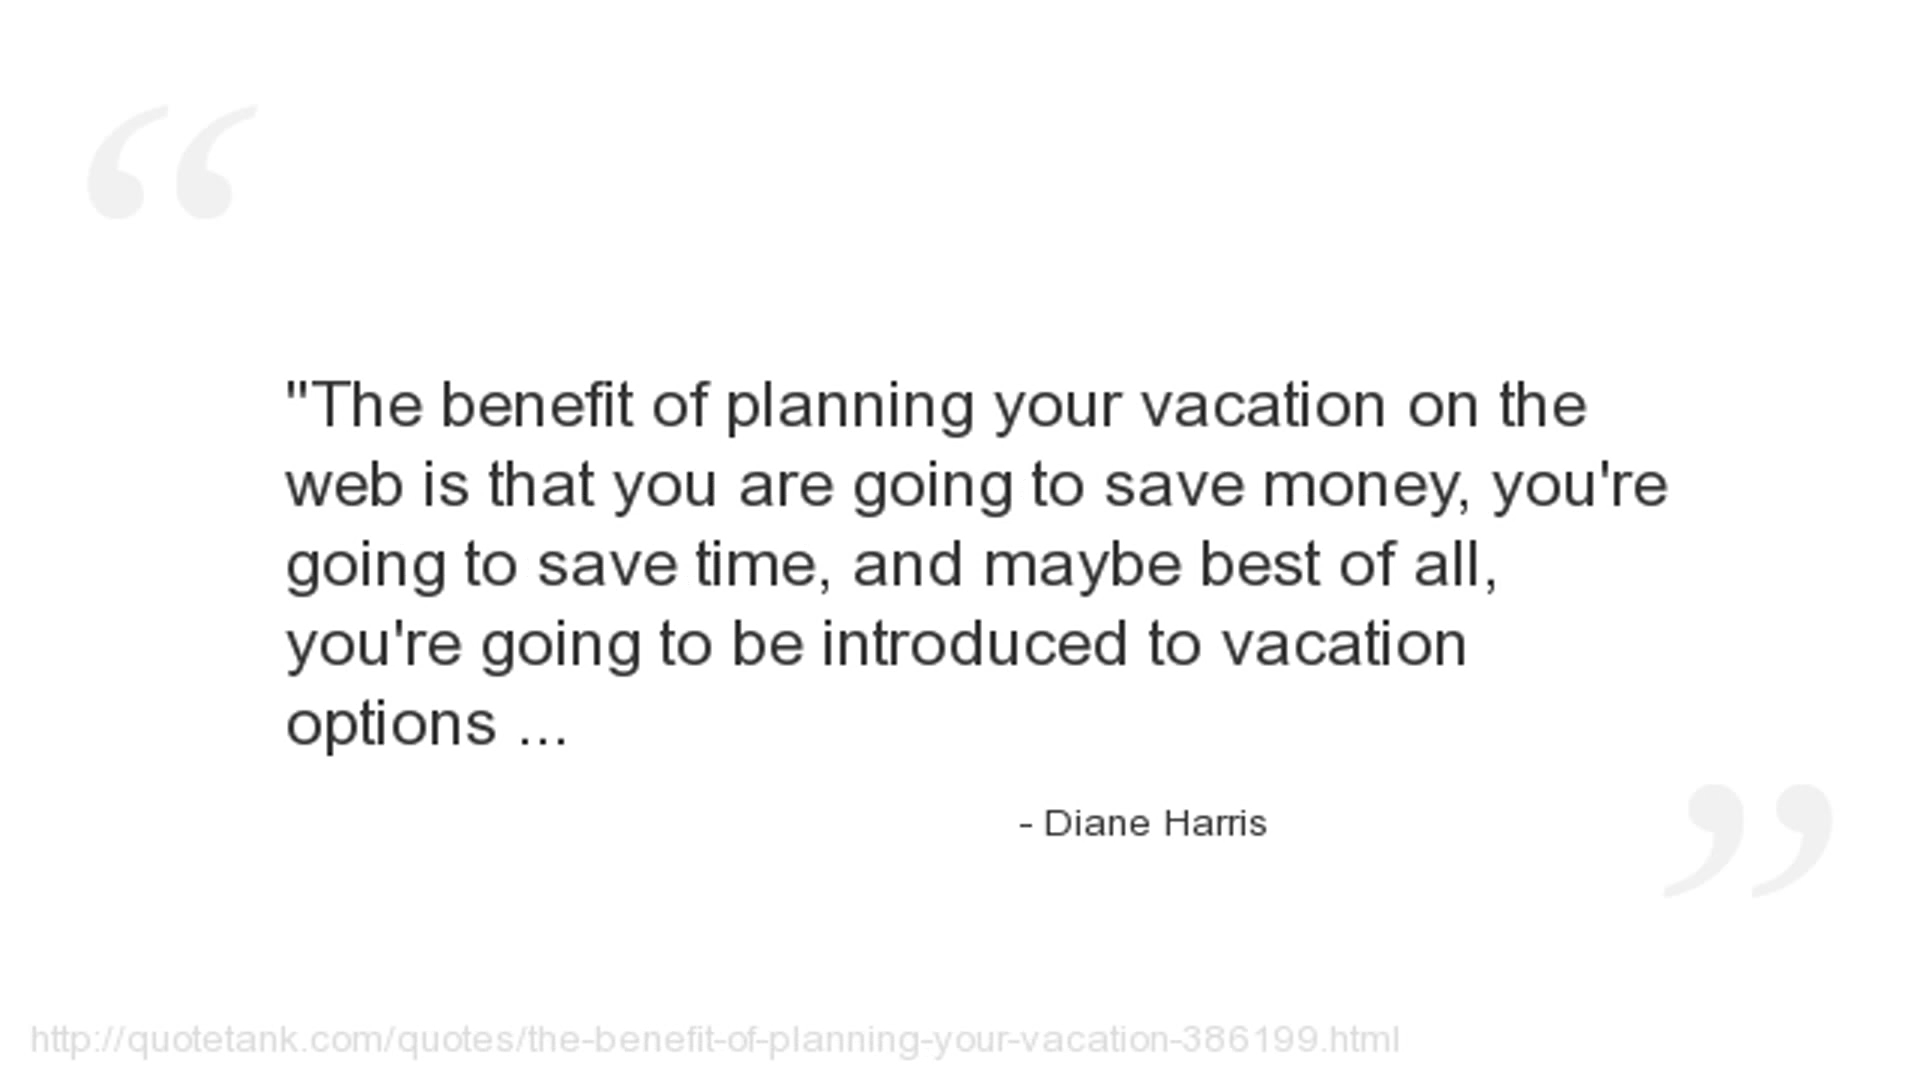 "The benefit of planning your vacation on the
web is that you are going to save money, you're
going to save time, and maybe best of all,
you're going to be introduced to vacation
options ...
- Diane Harris
http://quotetank.com/quotes/the-benefit-of-planning-your-vacation-386199.html